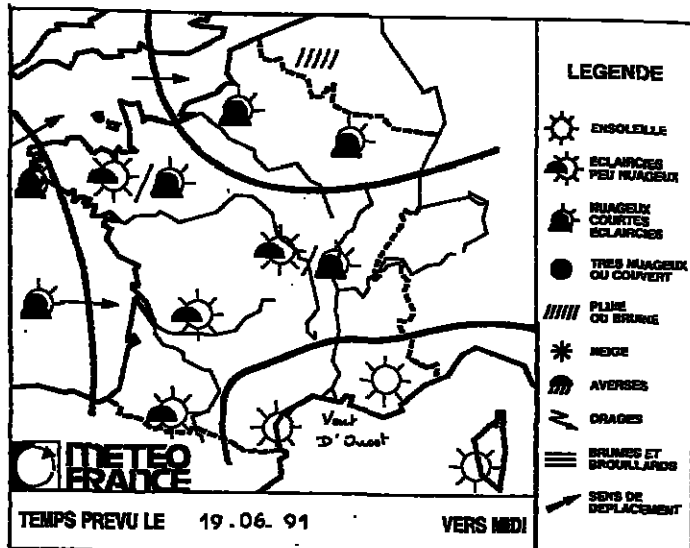 LEGENDE
ENSOLEILLE
ECLAIRCIES
PEU NUAGEUX
NUAGEUX
COURTES
ECLAIRCIES
TRES NUAGEUX
OU COUVERT
PLUIE
OU BRUINE
NEIGE
AVERSES
ORAGES
BRUMES ET
BROUILLARDS
SENS DE
DEPLACEMENT
Vent
D'Ouest
METEO
FRANCE
TEMPS PREVU LE 19.06.91 VERS MIDI